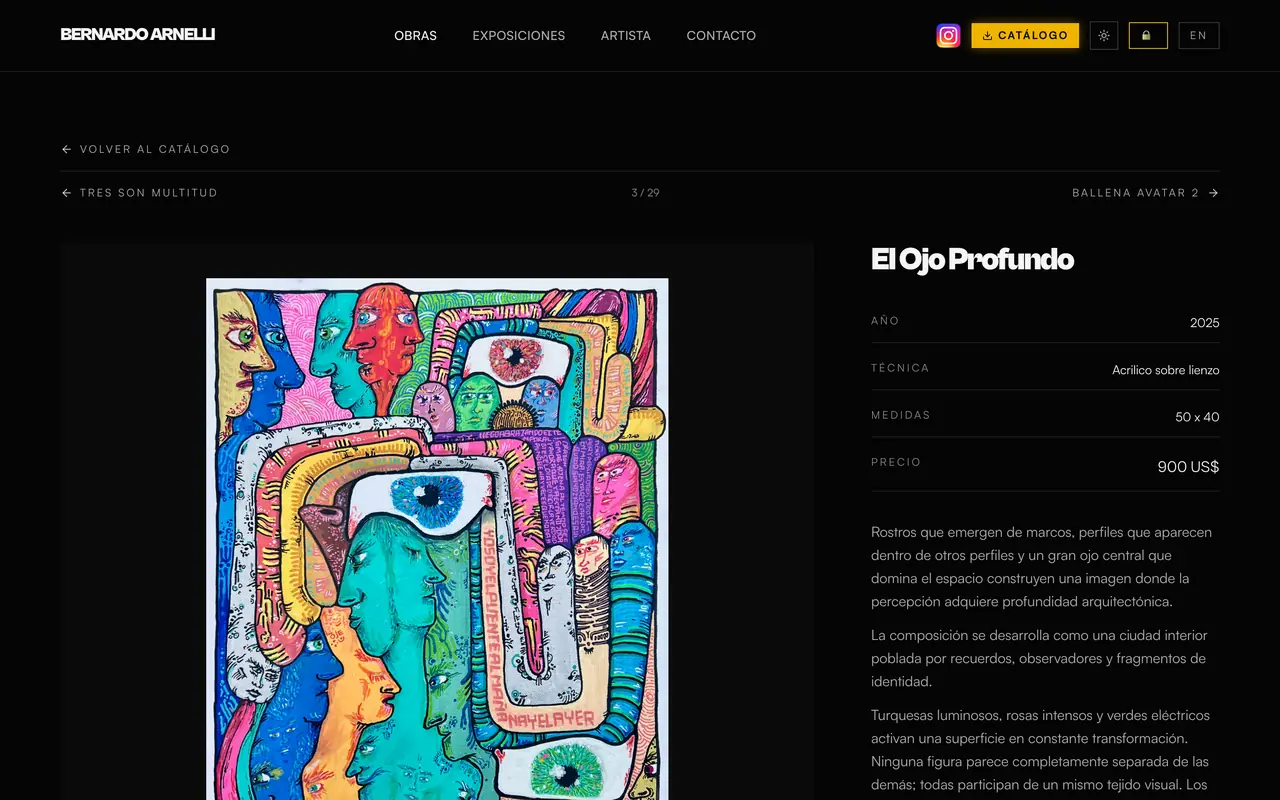 BERNARDO ARNELLI
OBRAS EXPOSICIONES ARTISTA CONTACTO
CATÁLOGO EN
← VOLVER AL CATÁLOGO
← TRES SON MULTITUD 3 / 29 BALLENA AVATAR 2 →
El Ojo Profundo
AÑO 2025
TÉCNICA Acrilico sobre lienzo
MEDIDAS 50 x 40
PRECIO 900 US$
Rostros que emergen de marcos, perfiles que aparecen
dentro de otros perfiles y un gran ojo central que
domina el espacio construyen una imagen donde la
percepción adquiere profundidad arquitectónica.
La composición se desarrolla como una ciudad interior
poblada por recuerdos, observadores y fragmentos de
identidad.
Turquesas luminosos, rosas intensos y verdes eléctricos
activan una superficie en constante transformación.
Ninguna figura parece completamente separada de las
demás; todas participan de un mismo tejido visual. Los
YOSOYELAPUENTEALMAÑA
NAYELAYER